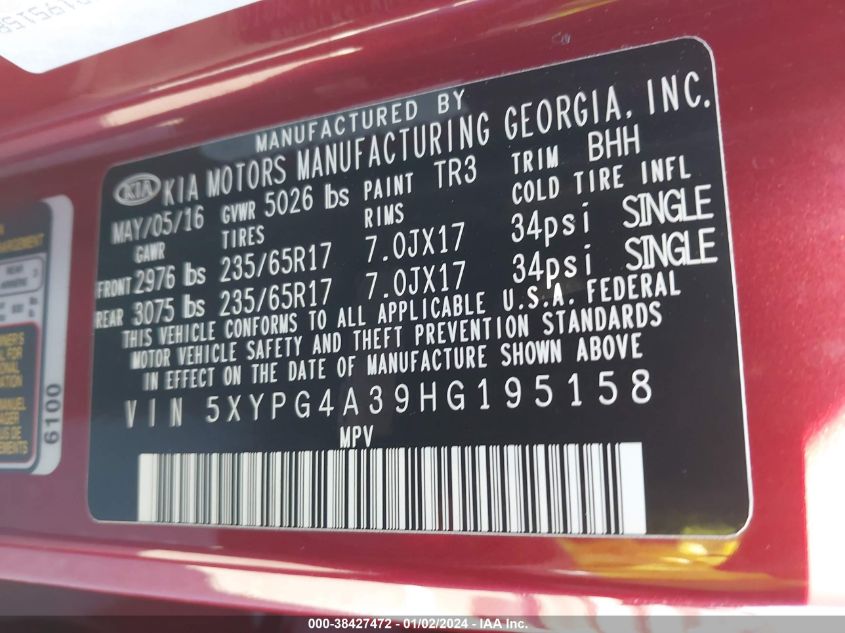 195158
MANUFACTURED BY
KIA KIA MOTORS MANUFACTURING GEORGIA, INC.
MAY/05/16 GVWR 5026 lbs PAINT TR3 TRIM BHH
GAWR TIRES RIMS COLD TIRE INFL
FRONT 2976 lbs 235/65R17 7.0JX17 34psi SINGLE
REAR 3075 lbs 235/65R17 7.0JX17 34psi SINGLE
THIS VEHICLE CONFORMS TO ALL APPLICABLE U.S.A. FEDERAL
MOTOR VEHICLE SAFETY AND THEFT PREVENTION STANDARDS
IN EFFECT ON THE DATE OF MANUFACTURE SHOWN ABOVE
VIN 5XYPG4A39HG195158
MPV
6100
000-38427472 - 01/02/2024 - IAA Inc.